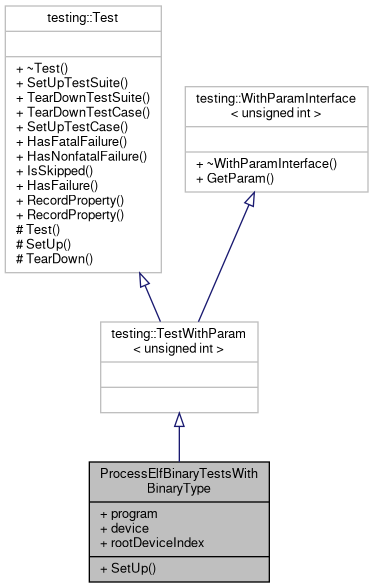 testing::Test
+ ~Test()
+ SetUpTestSuite()
+ TearDownTestSuite()
+ TearDownTestCase()
+ SetUpTestCase()
+ HasFatalFailure()
+ HasNonfatalFailure()
+ IsSkipped()
+ HasFailure()
+ RecordProperty()
+ RecordProperty()
# Test()
# SetUp()
# TearDown()
testing::WithParamInterface
< unsigned int >
+ ~WithParamInterface()
+ GetParam()
testing::TestWithParam
< unsigned int >
ProcessElfBinaryTestsWith
BinaryType
+ program
+ device
+ rootDeviceIndex
+ SetUp()